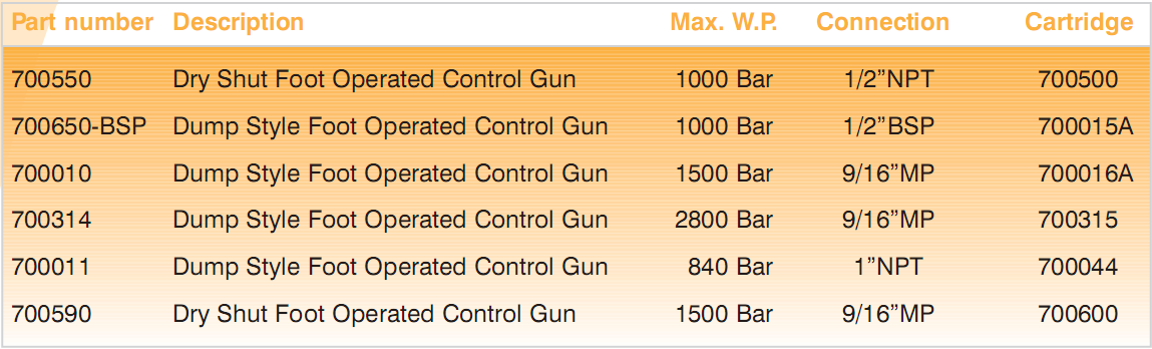 Part number Description Max. W.P. Connection Cartridge
700550 Dry Shut Foot Operated Control Gun 1000 Bar 1/2”NPT 700500
700650-BSP Dump Style Foot Operated Control Gun 1000 Bar 1/2”BSP 700015A
700010 Dump Style Foot Operated Control Gun 1500 Bar 9/16”MP 700016A
700314 Dump Style Foot Operated Control Gun 2800 Bar 9/16”MP 700315
700011 Dump Style Foot Operated Control Gun 840 Bar 1”NPT 700044
700590 Dry Shut Foot Operated Control Gun 1500 Bar 9/16”MP 700600